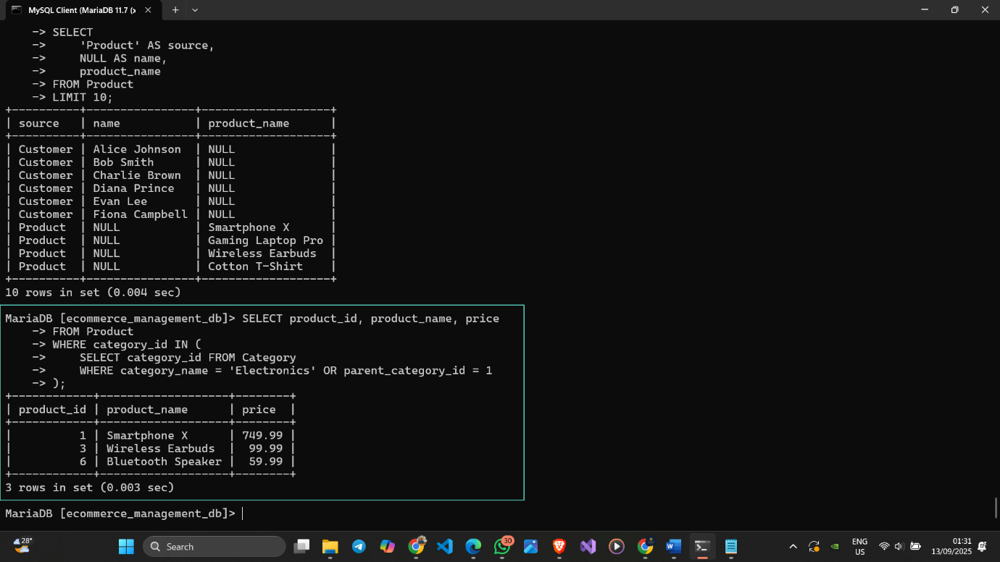 MySQL Client (MariaDB 11.7 (x
-> SELECT
->     'Product' AS source,
->     NULL AS name,
->     product_name
-> FROM Product
-> LIMIT 10;
+----------+----------------+-------------------+
| source   | name           | product_name      |
+----------+----------------+-------------------+
| Customer | Alice Johnson  | NULL              |
| Customer | Bob Smith      | NULL              |
| Customer | Charlie Brown  | NULL              |
| Customer | Diana Prince   | NULL              |
| Customer | Evan Lee       | NULL              |
| Customer | Fiona Campbell | NULL              |
| Product  | NULL           | Smartphone X      |
| Product  | NULL           | Gaming Laptop Pro |
| Product  | NULL           | Wireless Earbuds  |
| Product  | NULL           | Cotton T-Shirt    |
+----------+----------------+-------------------+
10 rows in set (0.004 sec)
MariaDB [ecommerce_management_db]> SELECT product_id, product_name, price
-> FROM Product
-> WHERE category_id IN (
->     SELECT category_id FROM Category
->     WHERE category_name = 'Electronics' OR parent_category_id = 1
-> );
+------------+-------------------+--------+
| product_id | product_name      | price  |
+------------+-------------------+--------+
|          1 | Smartphone X      | 749.99 |
|          3 | Wireless Earbuds  |  99.99 |
|          6 | Bluetooth Speaker |  59.99 |
+------------+-------------------+--------+
3 rows in set (0.003 sec)
MariaDB [ecommerce_management_db]>
28°
Search
30
ENG
US
01:31
13/09/2025